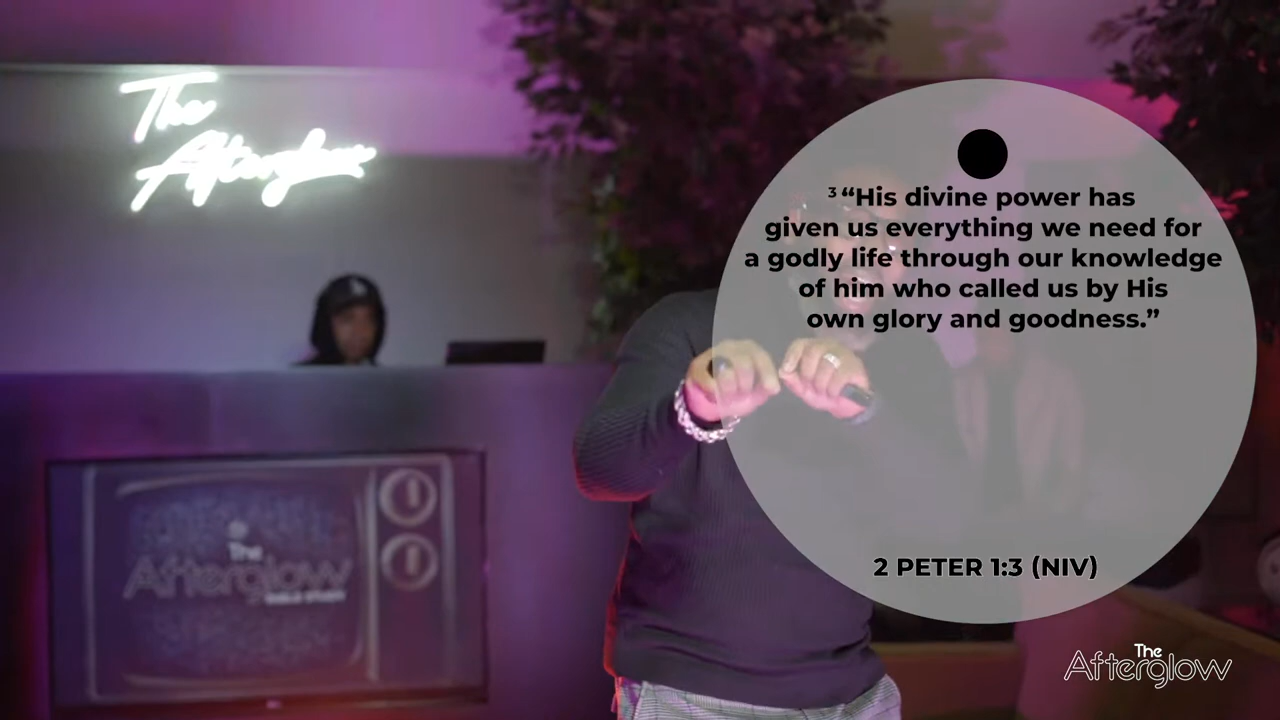 The
Afterglow
³ “His divine power has
given us everything we need for
a godly life through our knowledge
of him who called us by His
own glory and goodness.”
2 PETER 1:3 (NIV)
The
Afterglow
The
Afterglow